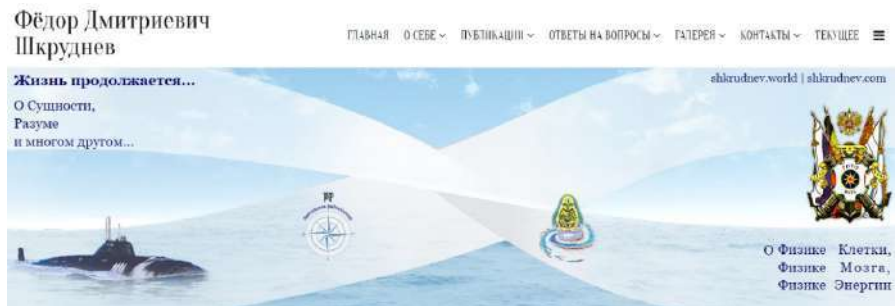 Фёдор Дмитриевич
Шкруднев
ГЛАВНАЯ О СЕБЕ ПУБЛИКАЦИИ ОТВЕТЫ НА ВОПРОСЫ ГАЛЕРЕЯ КОНТАКТЫ ТЕКУЩЕЕ
Жизнь продолжается...
shkrudnev.world | shkrudnev.com
О Сущности,
Разуме
и многом другом...
О Физике Клетки,
Физике Мозга,
Физике Энергии